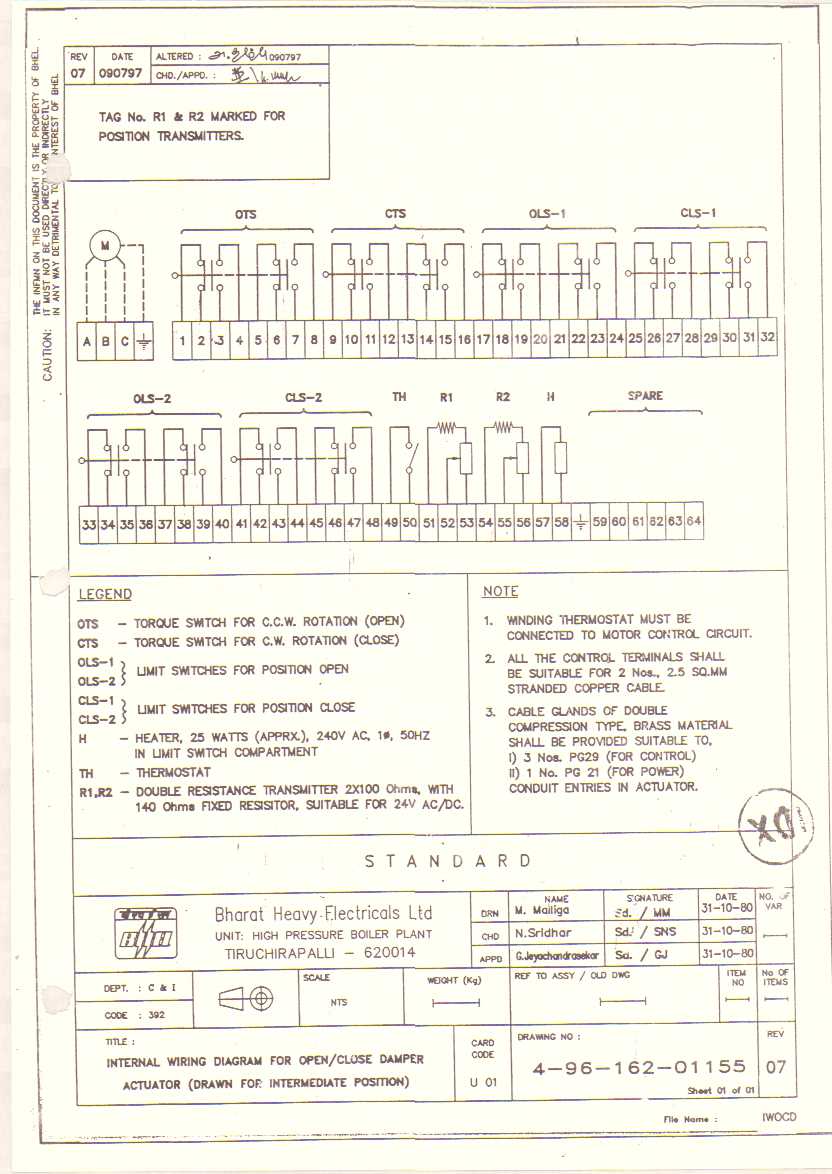 REV DATE ALTERED : 090797
07 090797 CHD./APPD. :
TAG No. R1 & R2 MARKED FOR
POSITION TRANSMITTERS.
CAUTION: THE INFMN ON THIS DOCUMENT IS THE PROPERTY OF BHEL.
IT MUST NOT BE USED DIRECTLY OR INDIRECTLY
IN ANY WAY DETRIMENTAL TO INTEREST OF BHEL
OTS CTS OLS-1 CLS-1
M
A B C 1 2 3 4 5 6 7 8 9 10 11 12 13 14 15 16 17 18 19 20 21 22 23 24 25 26 27 28 29 30 31 32
OLS-2 CLS-2 TH R1 R2 H SPARE
33 34 35 36 37 38 39 40 41 42 43 44 45 46 47 48 49 50 51 52 53 54 55 56 57 58 59 60 61 62 63 64
LEGEND
OTS - TORQUE SWITCH FOR C.C.W. ROTATION (OPEN)
CTS - TORQUE SWITCH FOR C.W. ROTATION (CLOSE)
OLS-1
OLS-2 } LIMIT SWITCHES FOR POSITION OPEN
CLS-1
CLS-2 } LIMIT SWITCHES FOR POSITION CLOSE
H - HEATER, 25 WATTS (APPRX.), 240V AC, 1ø, 50HZ
IN LIMIT SWITCH COMPARTMENT
TH - THERMOSTAT
R1,R2 - DOUBLE RESISTANCE TRANSMITTER 2X100 Ohms, WITH
140 Ohms FIXED RESISITOR, SUITABLE FOR 24V AC/DC.
NOTE
1. WINDING THERMOSTAT MUST BE
CONNECTED TO MOTOR CONTROL CIRCUIT.
2. ALL THE CONTROL TERMINALS SHALL
BE SUITABLE FOR 2 Nos., 2.5 SQ.MM
STRANDED COPPER CABLE.
3. CABLE GLANDS OF DOUBLE
COMPRESSION TYPE, BRASS MATERIAL
SHALL BE PROVIDED SUITABLE TO,
I) 3 Nos. PG29 (FOR CONTROL)
II) 1 No. PG 21 (FOR POWER)
CONDUIT ENTRIES IN ACTUATOR.
STANDARD
Bharat Heavy Electricals Ltd
UNIT: HIGH PRESSURE BOILER PLANT
TIRUCHIRAPALLI - 620014
NAME SIGNATURE DATE NO. OF VAR
DRN M. Mailiga Sd. / MM 31-10-80
CHD N.Sridhar Sd. / SNS 31-10-80
APPD G.Jeyachandrasekar Sd. / GJ 31-10-80
DEPT. : C & I
CODE : 392
SCALE
NTS
WEIGHT (Kg)
REF TO ASSY / OLD DWG
ITEM NO
No OF ITEMS
TITLE :
INTERNAL WIRING DIAGRAM FOR OPEN/CLOSE DAMPER
ACTUATOR (DRAWN FOR INTERMEDIATE POSITION)
CARD CODE
U 01
DRAWING NO :
4-96-162-01155
Sheet 01 of 01
REV
07
File Name : IWOCD